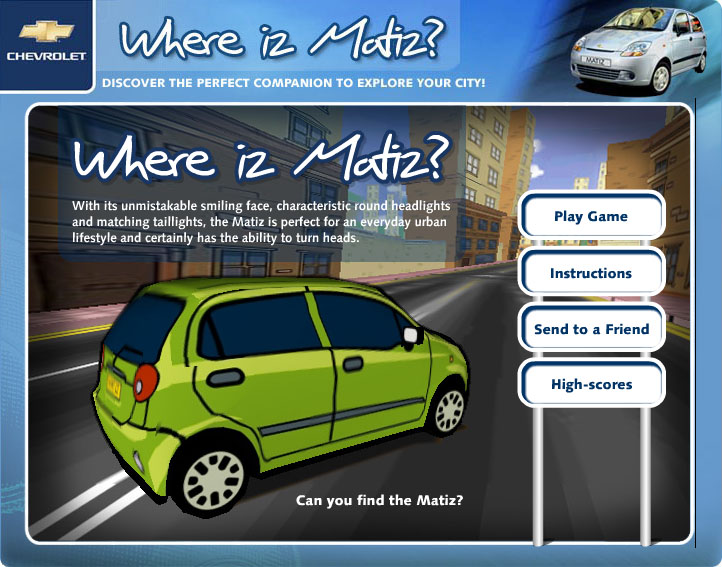 CHEVROLET
Where iz Matiz?
DISCOVER THE PERFECT COMPANION TO EXPLORE YOUR CITY!
MATIZ
Where iz Matiz?
With its unmistakable smiling face, characteristic round headlights
and matching taillights, the Matiz is perfect for an everyday urban
lifestyle and certainly has the ability to turn heads.
Play Game
Instructions
Send to a Friend
High-scores
Can you find the Matiz?